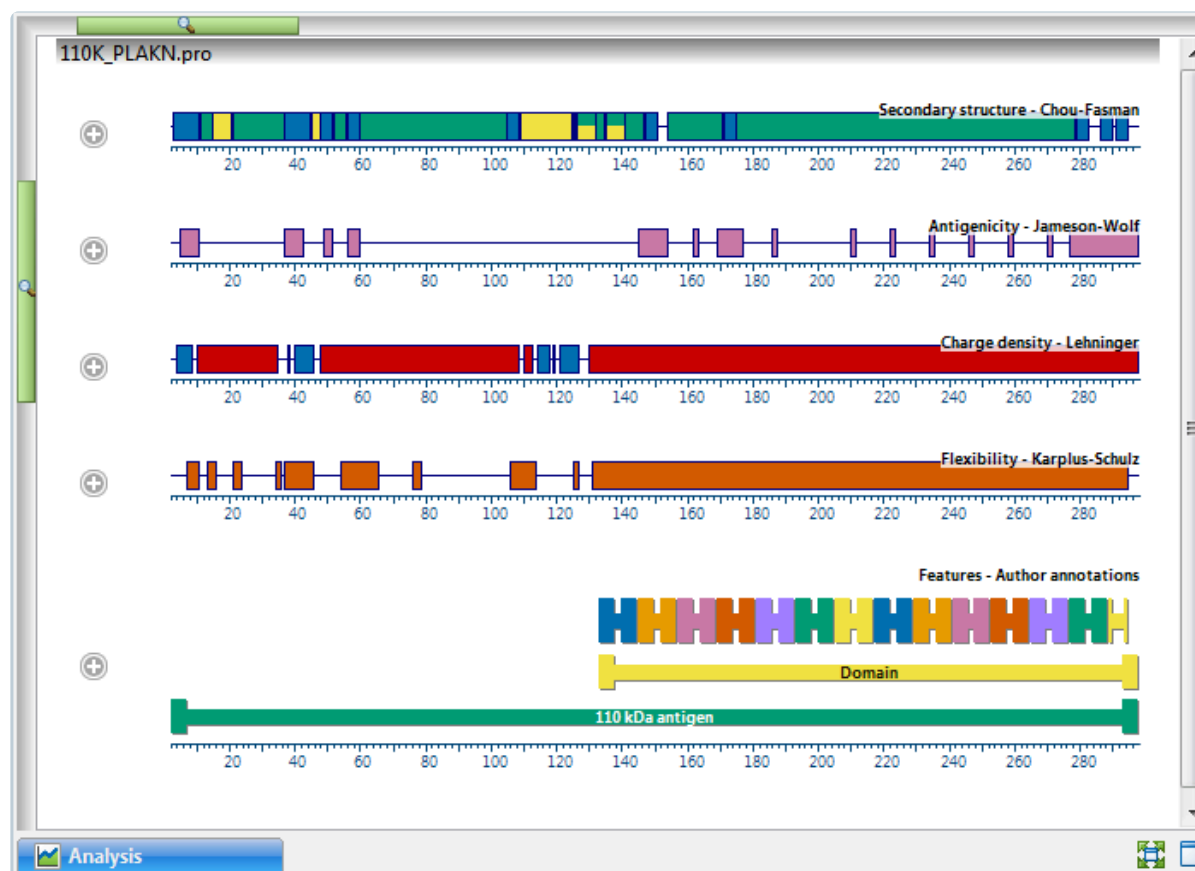 110K_PLAKN.pro
Secondary structure - Chou-Fasman
20 40 60 80 100 120 140 160 180 200 220 240 260 280
Antigenicity - Jameson-Wolf
20 40 60 80 100 120 140 160 180 200 220 240 260 280
Charge density - Lehninger
20 40 60 80 100 120 140 160 180 200 220 240 260 280
Flexibility - Karplus-Schulz
20 40 60 80 100 120 140 160 180 200 220 240 260 280
Features - Author annotations
Domain
110 kDa antigen
20 40 60 80 100 120 140 160 180 200 220 240 260 280
Analysis